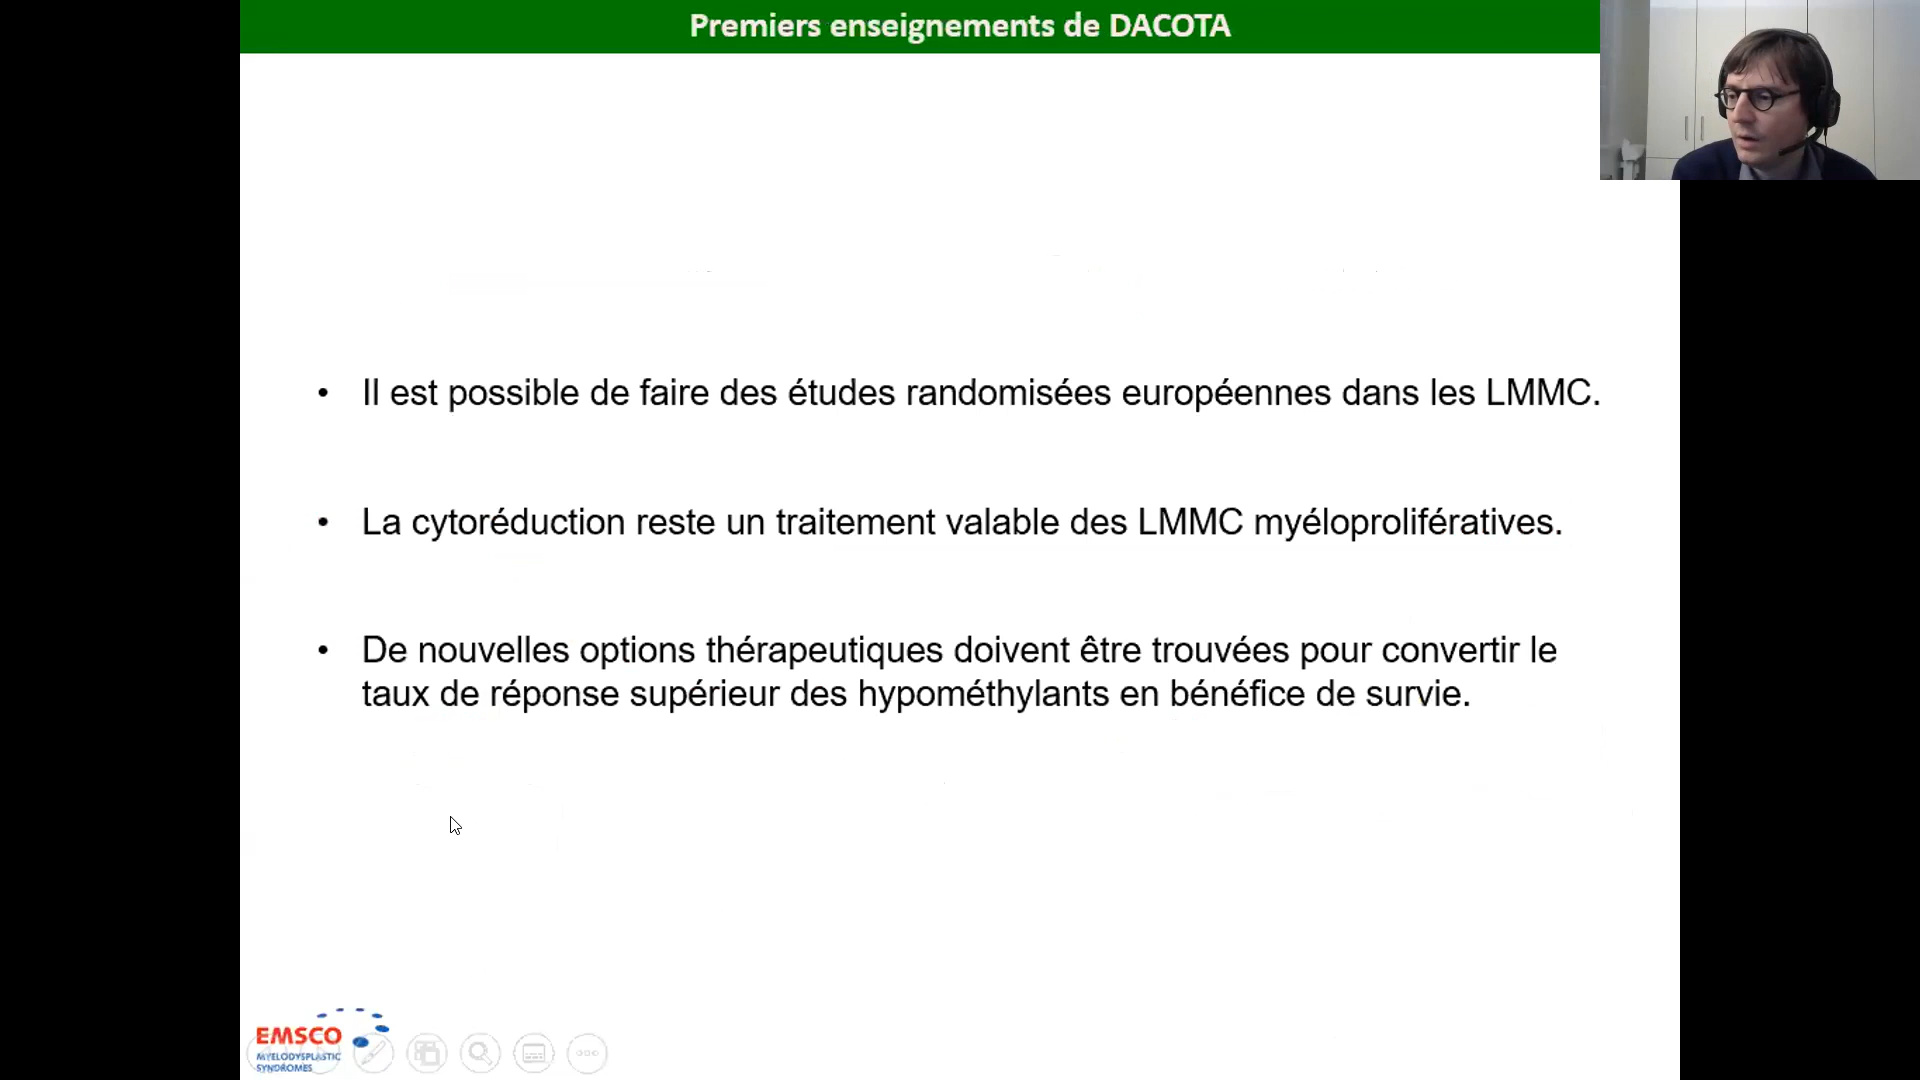 Premiers enseignements de DACOTA
• Il est possible de faire des études randomisées européennes dans les LMMC.
• La cytoréduction reste un traitement valable des LMMC myéloprolifératives.
• De nouvelles options thérapeutiques doivent être trouvées pour convertir le
taux de réponse supérieur des hypométhylants en bénéfice de survie.
EMSCO
MYELODYSPLASTIC
SYNDROMES